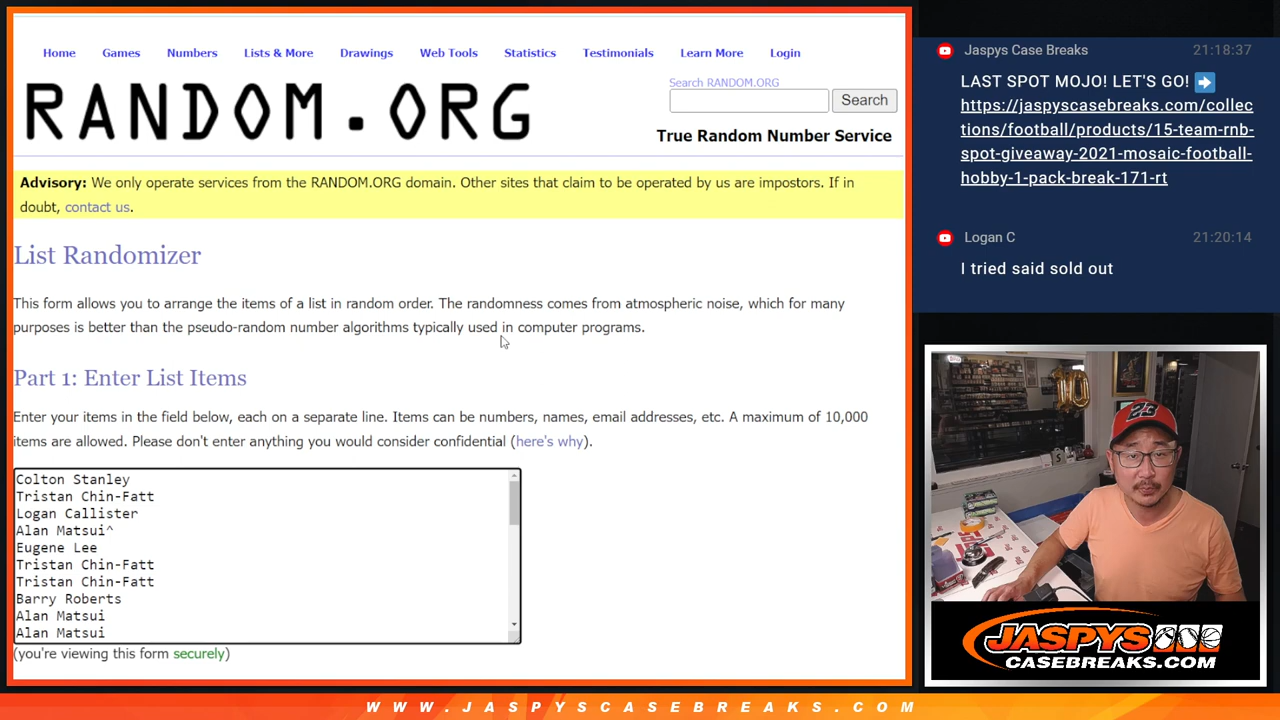 Home Games Numbers Lists & More Drawings Web Tools Statistics Testimonials Learn More Login
RANDOM.ORG
Search RANDOM.ORG
Search
True Random Number Service
Advisory: We only operate services from the RANDOM.ORG domain. Other sites that claim to be operated by us are impostors. If in
doubt, contact us.
List Randomizer
This form allows you to arrange the items of a list in random order. The randomness comes from atmospheric noise, which for many
purposes is better than the pseudo-random number algorithms typically used in computer programs.
Part 1: Enter List Items
Enter your items in the field below, each on a separate line. Items can be numbers, names, email addresses, etc. A maximum of 10,000
items are allowed. Please don't enter anything you would consider confidential (here's why).
Colton Stanley
Tristan Chin-Fatt
Logan Callister
Alan Matsui^
Eugene Lee
Tristan Chin-Fatt
Tristan Chin-Fatt
Barry Roberts
Alan Matsui
Alan Matsui
(you're viewing this form securely)
Jaspys Case Breaks 21:18:37
LAST SPOT MOJO! LET'S GO! ➡
https://jaspyscasebreaks.com/collec
tions/football/products/15-team-rnb-
spot-giveaway-2021-mosaic-football-
hobby-1-pack-break-171-rt
Logan C 21:20:14
I tried said sold out
10
23
JASPYS
CASEBREAKS.COM
WWW.JASPYSCASEBREAKS.COM